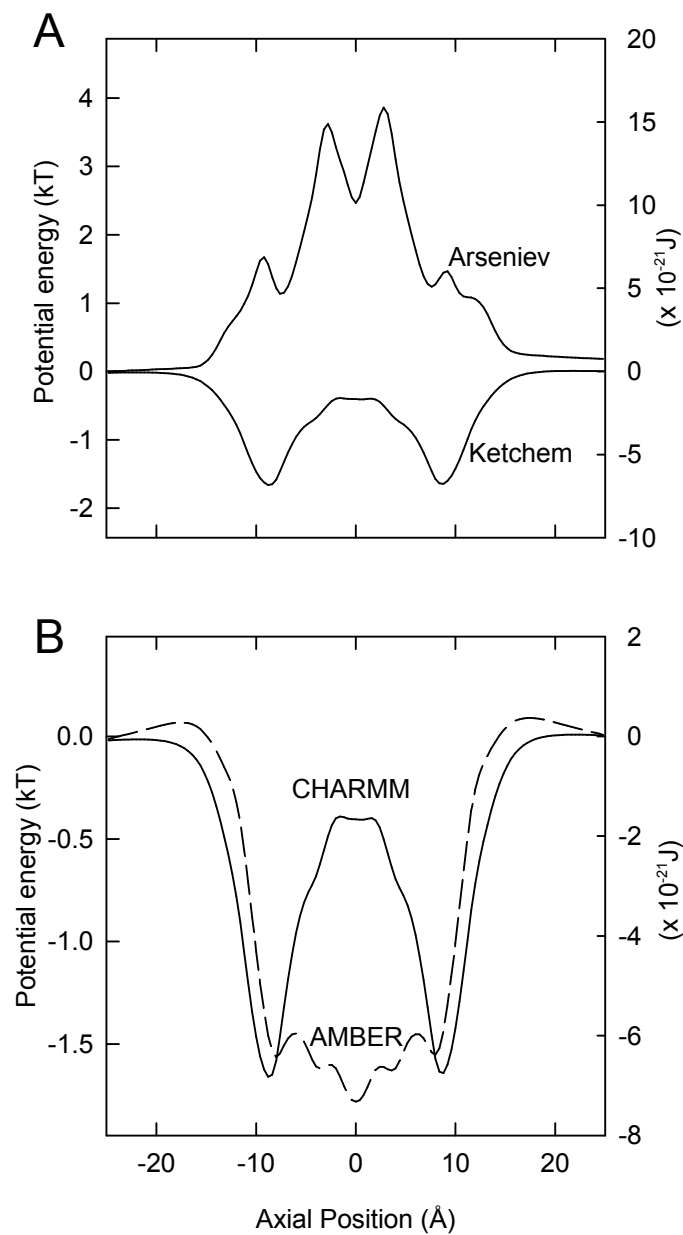 A
20
4
15
3
10
2
Arseniev
5
1
0
0
-1
Ketchem
-5
-2
-10
Potential energy (kT)
(x 10⁻²¹J)
B
2
0.0
0
CHARMM
-0.5
-2
-1.0
-4
AMBER
-1.5
-6
-8
Potential energy (kT)
(x 10⁻²¹J)
-20
-10
0
10
20
Axial Position (Å)